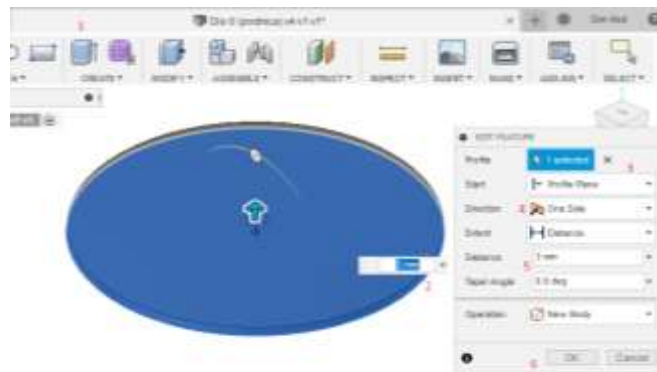 1
CREATE ▾
MODIFY ▾
ASSEMBLE ▾
CONSTRUCT ▾
INSPECT ▾
INSERT ▾
MAKE ▾
ADD-INS ▾
SELECT ▾
EDIT FEATURE
Profile 1 selected 3
Start Profile Plane
Direction 4 One Side
Extent Distance
Distance 5 1 mm
2
Taper Angle 0.0 deg
Operation New Body
6 OK Cancel